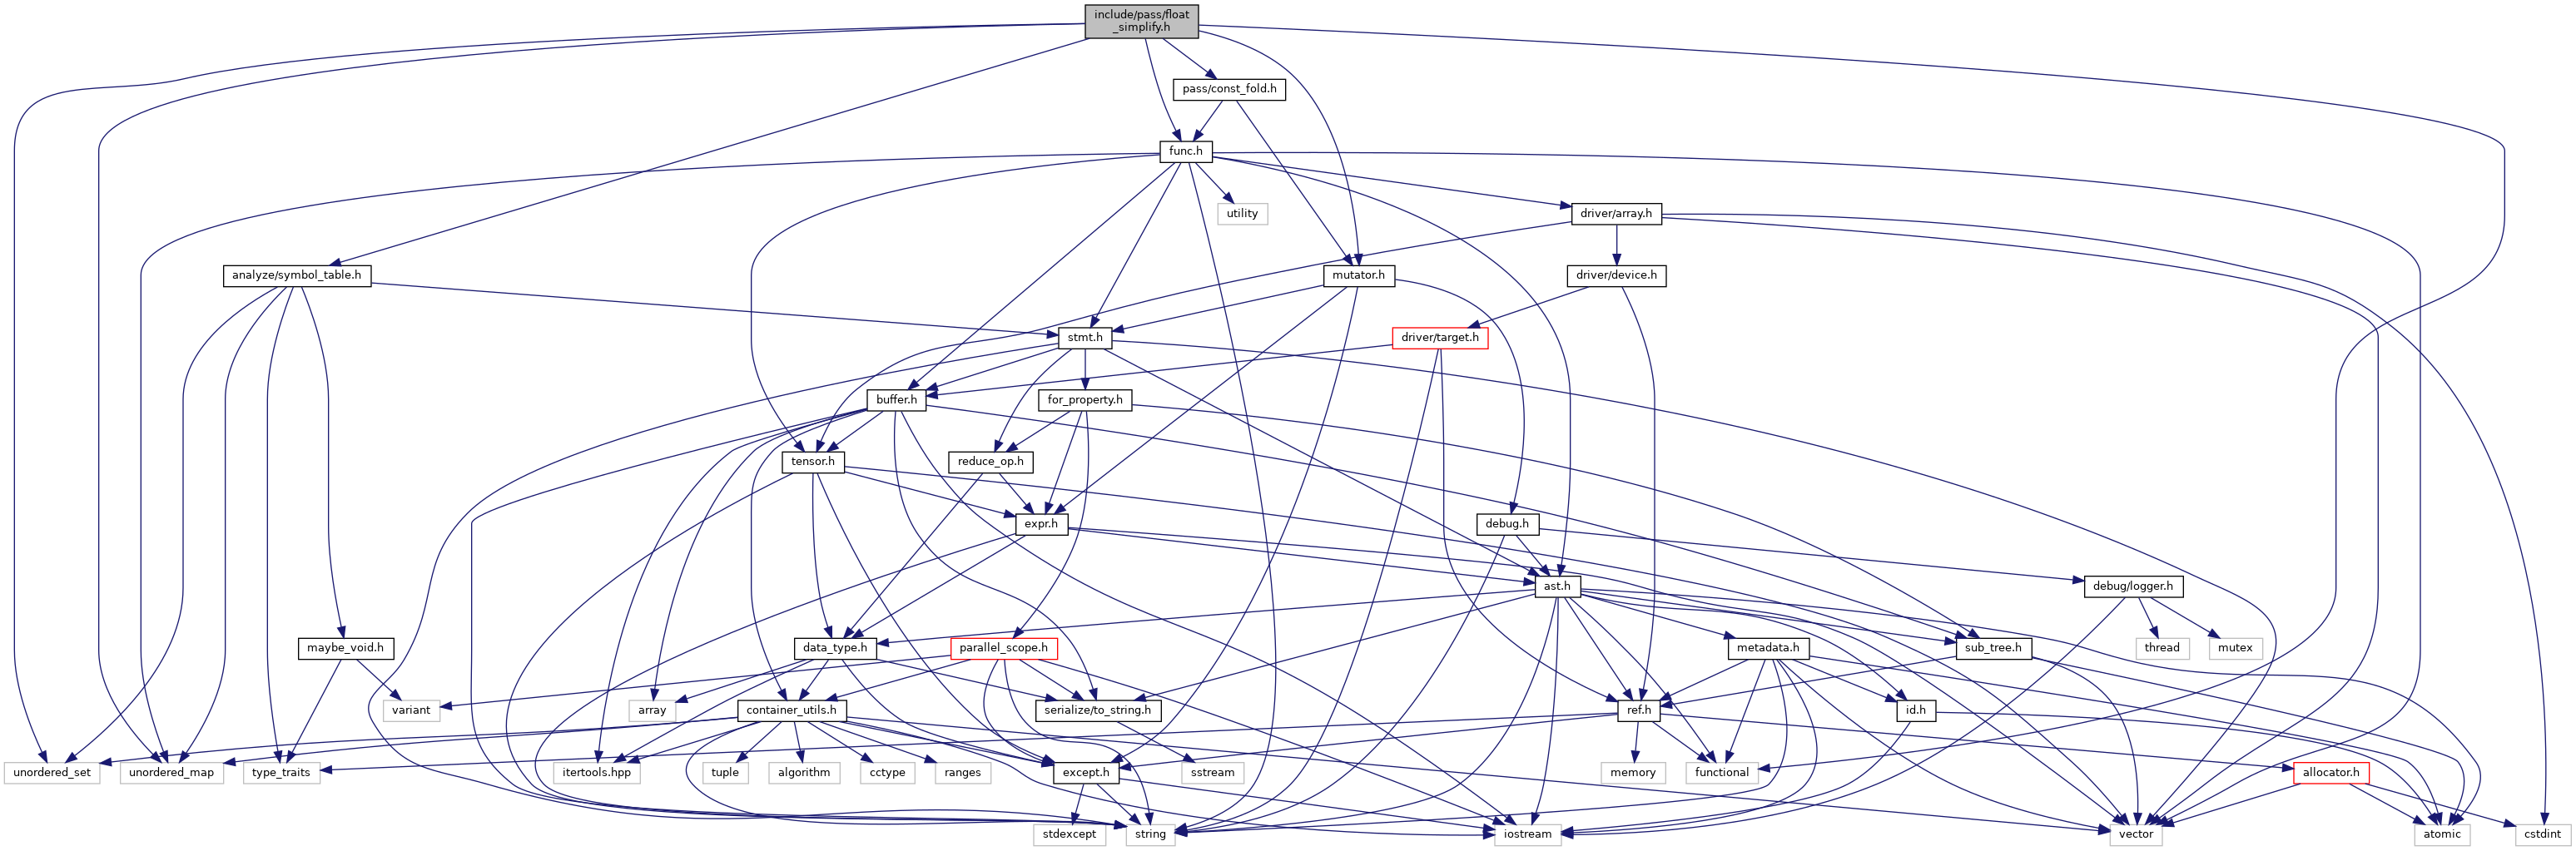 include/pass/float
_simplify.h
pass/const_fold.h
func.h
utility
driver/array.h
analyze/symbol_table.h
mutator.h
driver/device.h
stmt.h
driver/target.h
buffer.h
for_property.h
tensor.h
reduce_op.h
expr.h
debug.h
ast.h
debug/logger.h
maybe_void.h
data_type.h
parallel_scope.h
metadata.h
sub_tree.h
thread
mutex
variant
array
container_utils.h
serialize/to_string.h
ref.h
id.h
unordered_set
unordered_map
type_traits
itertools.hpp
tuple
algorithm
cctype
ranges
except.h
sstream
memory
functional
allocator.h
stdexcept
string
iostream
vector
atomic
cstdint